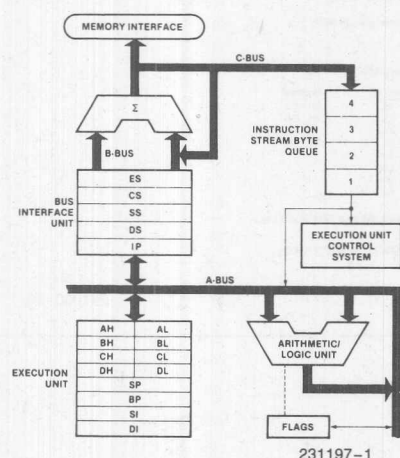 MEMORY INTERFACE
C-BUS
Σ
B-BUS
4
3
2
1
INSTRUCTION
STREAM BYTE
QUEUE
ES
CS
SS
DS
IP
BUS
INTERFACE
UNIT
EXECUTION UNIT
CONTROL
SYSTEM
A-BUS
AH AL
BH BL
CH CL
DH DL
SP
BP
SI
DI
EXECUTION
UNIT
ARITHMETIC/
LOGIC UNIT
FLAGS
231197–1